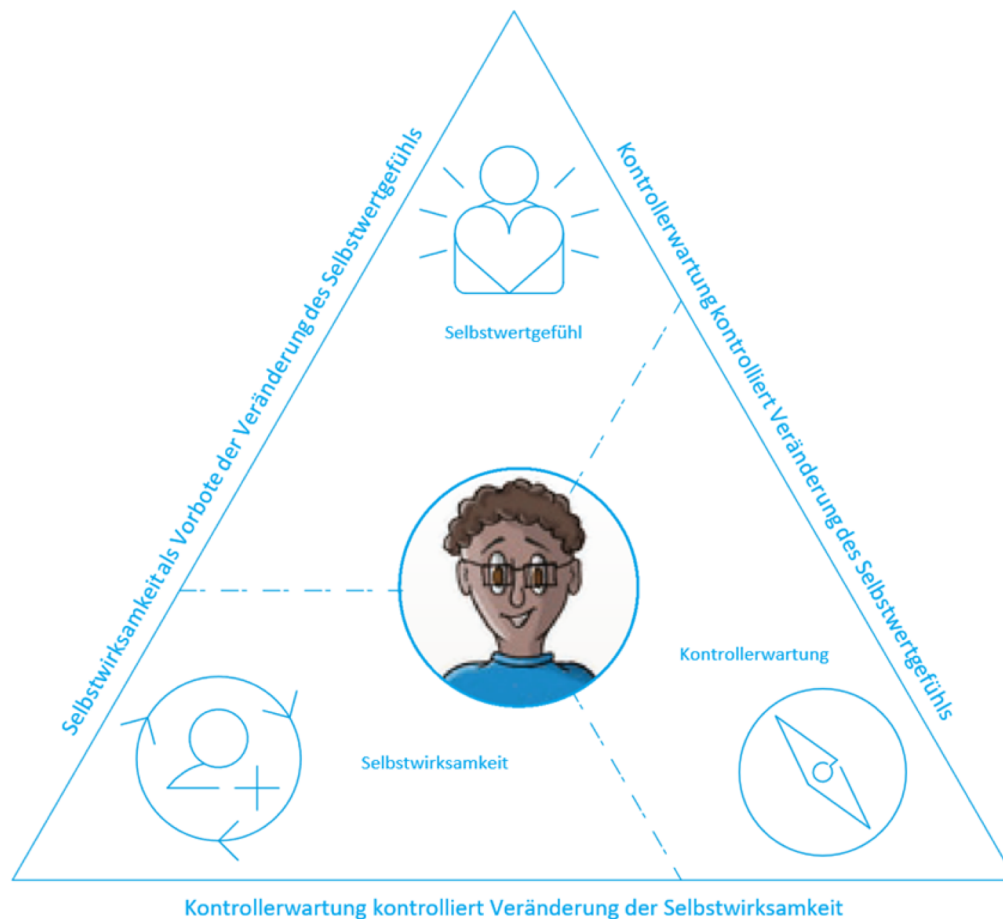 Selbstwirksamkeit als Vorbote der Veränderung des Selbstwertgefühls
Kontrollerwartung kontrolliert Veränderung des Selbstwertgefühls
Selbstwertgefühl
Kontrollerwartung
Selbstwirksamkeit
Kontrollerwartung kontrolliert Veränderung der Selbstwirksamkeit